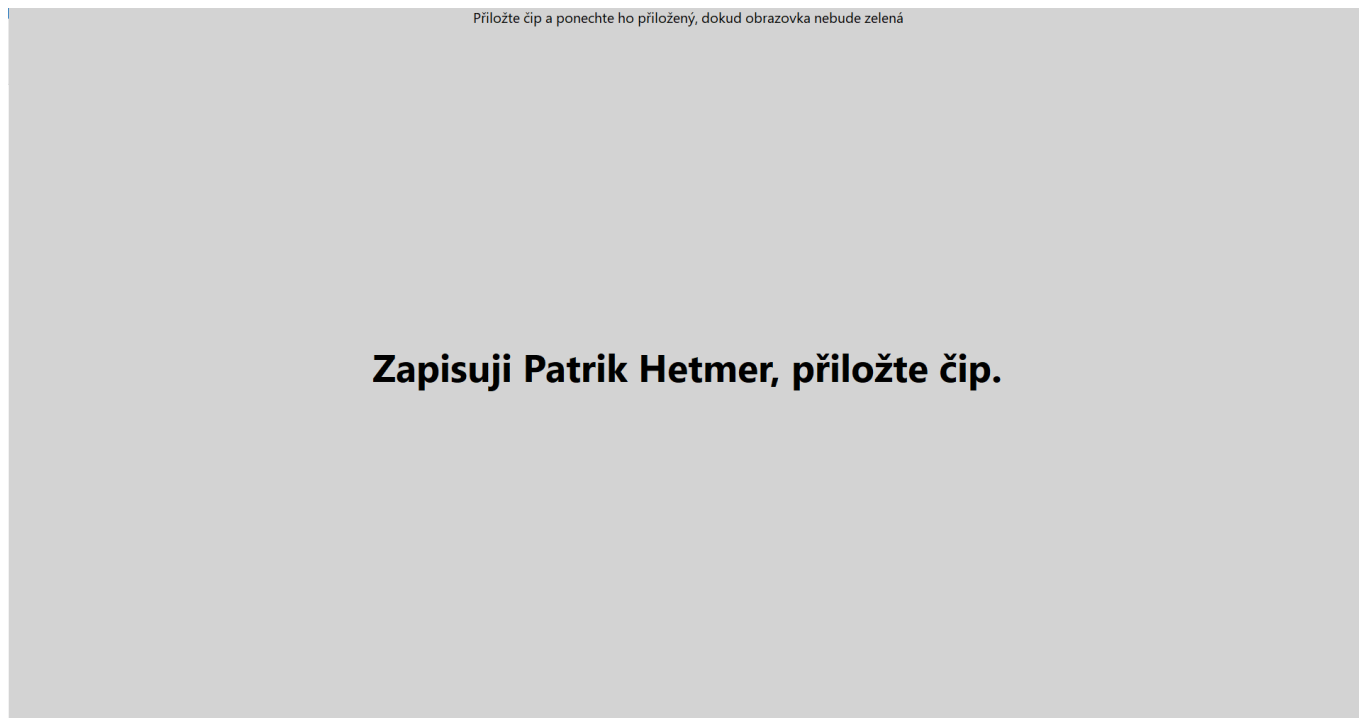 Přiložte čip a ponechte ho přiložený, dokud obrazovka nebude zelená
Zapisuji Patrik Hetmer, přiložte čip.